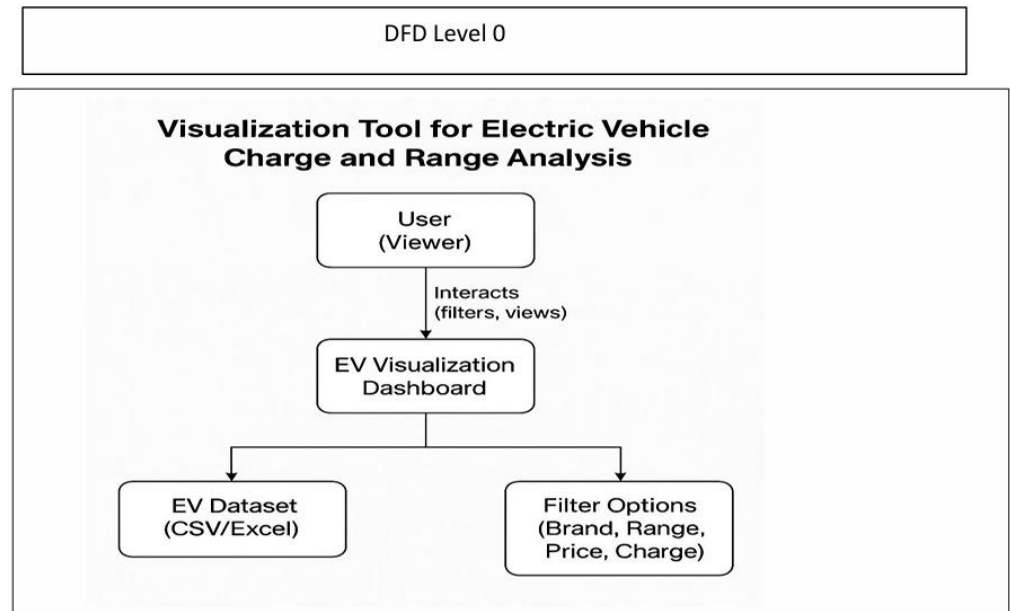 DFD Level 0
Visualization Tool for Electric Vehicle
Charge and Range Analysis
User
(Viewer)
Interacts
(filters, views)
EV Visualization
Dashboard
EV Dataset
(CSV/Excel)
Filter Options
(Brand, Range,
Price, Charge)